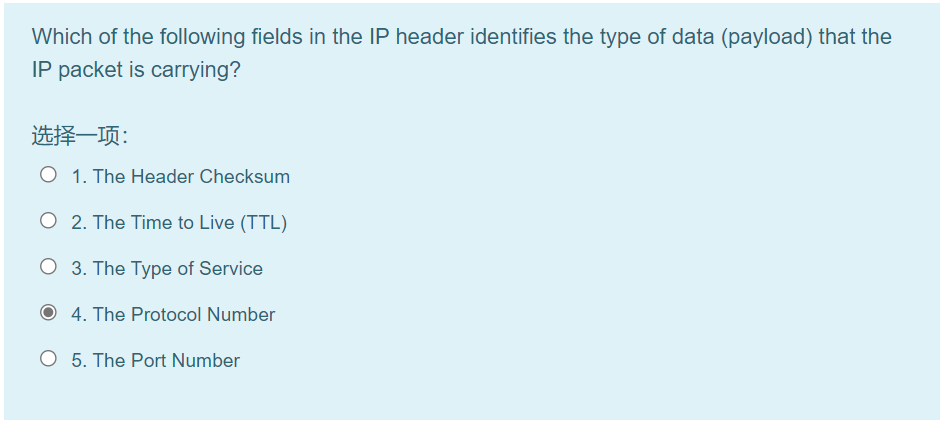 Which of the following fields in the IP header identifies the type of data (payload) that the
IP packet is carrying?
选择一项：
1. The Header Checksum
2. The Time to Live (TTL)
3. The Type of Service
4. The Protocol Number
5. The Port Number